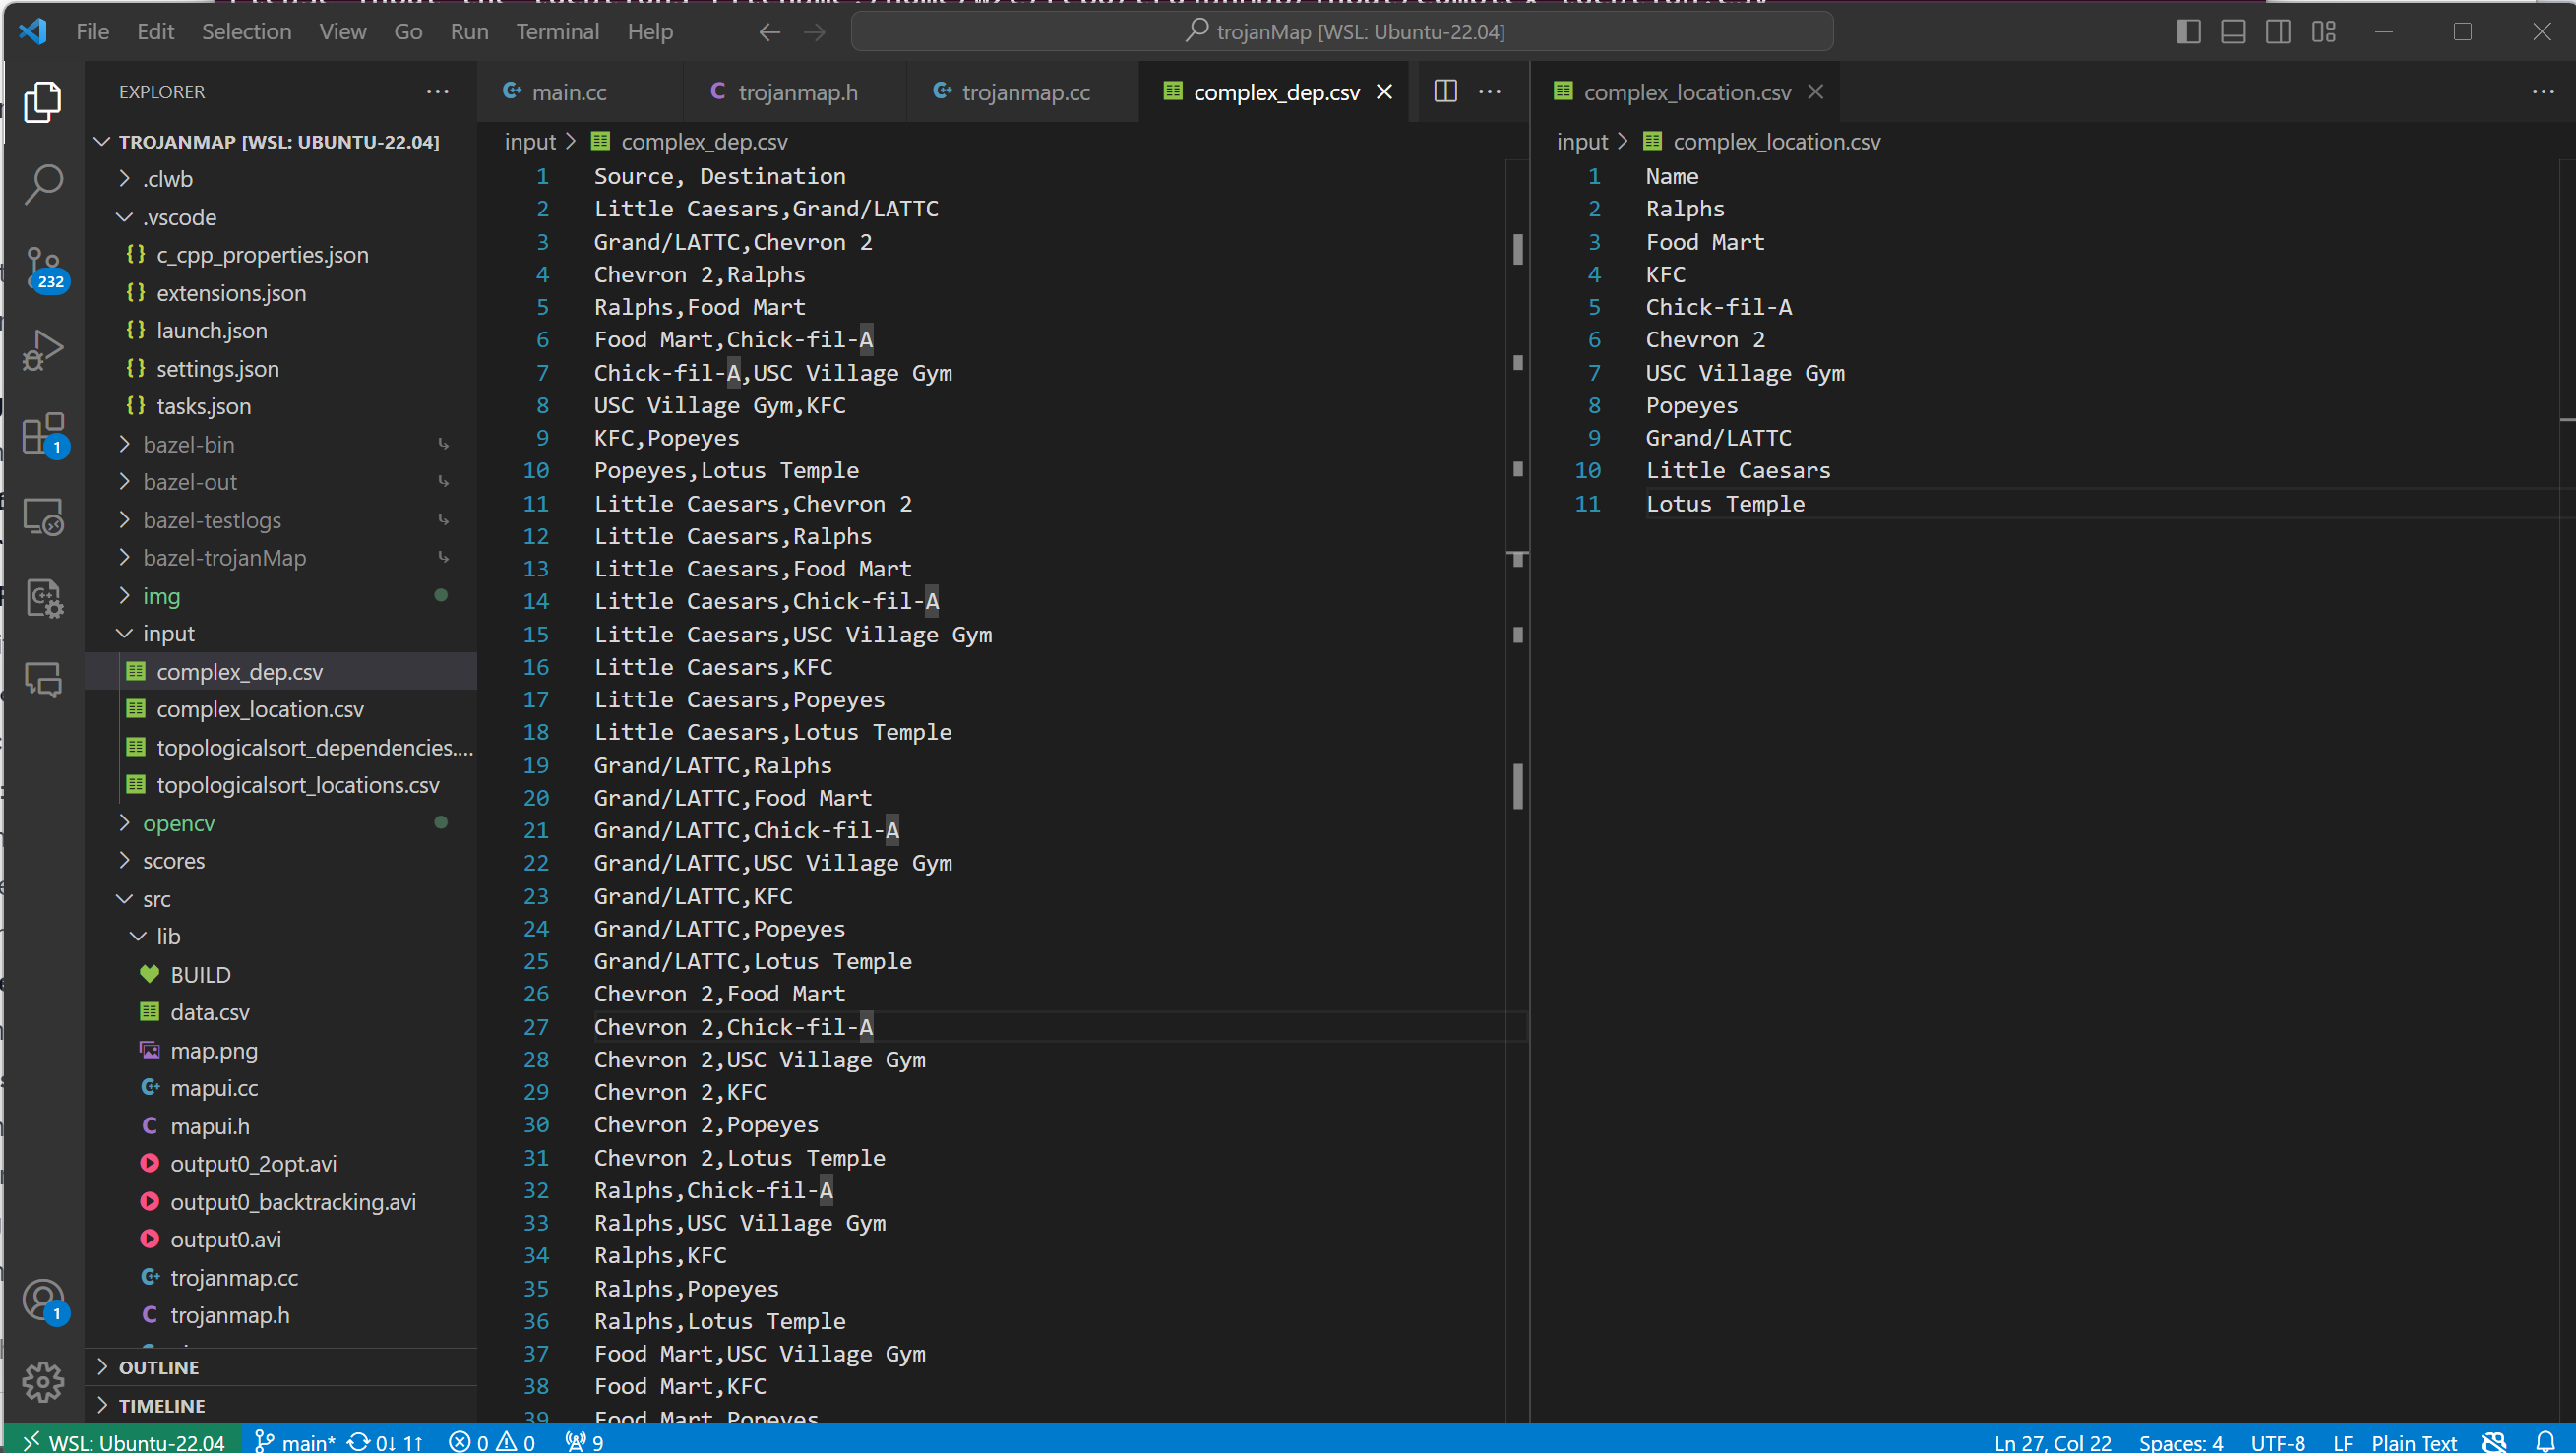 File Edit Selection View Go Run Terminal Help
trojanMap [WSL: Ubuntu-22.04]
EXPLORER
TROJANMAP [WSL: UBUNTU-22.04]
.clwb
.vscode
{} c_cpp_properties.json
{} extensions.json
{} launch.json
{} settings.json
{} tasks.json
bazel-bin
bazel-out
bazel-testlogs
bazel-trojanMap
img
input
complex_dep.csv
complex_location.csv
topologicalsort_dependencies....
topologicalsort_locations.csv
opencv
scores
src
lib
BUILD
data.csv
map.png
mapui.cc
mapui.h
output0_2opt.avi
output0_backtracking.avi
output0.avi
trojanmap.cc
trojanmap.h
OUTLINE
TIMELINE
232
1
1
main.cc
trojanmap.h
trojanmap.cc
complex_dep.csv
input > complex_dep.csv
1 Source, Destination
2 Little Caesars,Grand/LATTC
3 Grand/LATTC,Chevron 2
4 Chevron 2,Ralphs
5 Ralphs,Food Mart
6 Food Mart,Chick-fil-A
7 Chick-fil-A,USC Village Gym
8 USC Village Gym,KFC
9 KFC,Popeyes
10 Popeyes,Lotus Temple
11 Little Caesars,Chevron 2
12 Little Caesars,Ralphs
13 Little Caesars,Food Mart
14 Little Caesars,Chick-fil-A
15 Little Caesars,USC Village Gym
16 Little Caesars,KFC
17 Little Caesars,Popeyes
18 Little Caesars,Lotus Temple
19 Grand/LATTC,Ralphs
20 Grand/LATTC,Food Mart
21 Grand/LATTC,Chick-fil-A
22 Grand/LATTC,USC Village Gym
23 Grand/LATTC,KFC
24 Grand/LATTC,Popeyes
25 Grand/LATTC,Lotus Temple
26 Chevron 2,Food Mart
27 Chevron 2,Chick-fil-A
28 Chevron 2,USC Village Gym
29 Chevron 2,KFC
30 Chevron 2,Popeyes
31 Chevron 2,Lotus Temple
32 Ralphs,Chick-fil-A
33 Ralphs,USC Village Gym
34 Ralphs,KFC
35 Ralphs,Popeyes
36 Ralphs,Lotus Temple
37 Food Mart,USC Village Gym
38 Food Mart,KFC
39 Food Mart,Popeyes
complex_location.csv
input > complex_location.csv
1 Name
2 Ralphs
3 Food Mart
4 KFC
5 Chick-fil-A
6 Chevron 2
7 USC Village Gym
8 Popeyes
9 Grand/LATTC
10 Little Caesars
11 Lotus Temple
WSL: Ubuntu-22.04 main* 0↓ 1↑ 0 0 9 Ln 27, Col 22 Spaces: 4 UTF-8 LF Plain Text